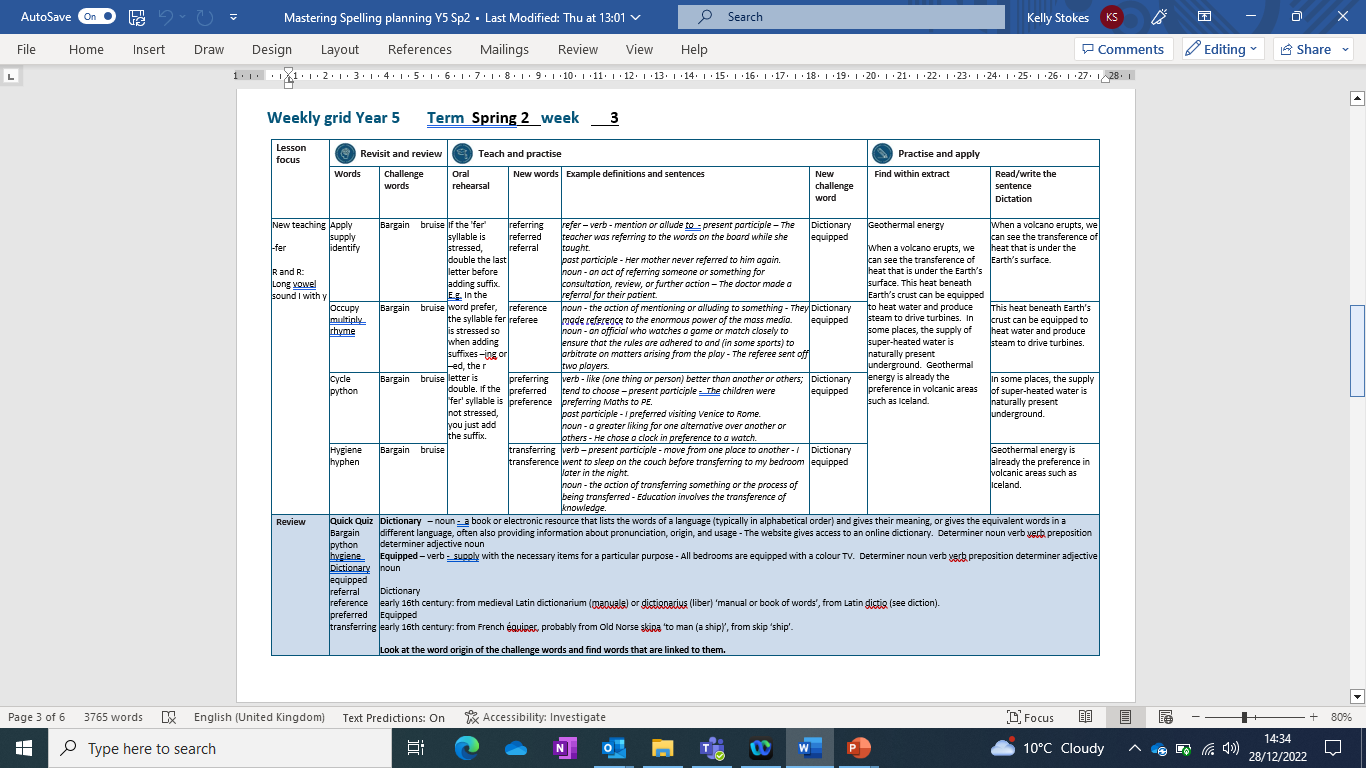 AutoSave On
Mastering Spelling planning Y5 Sp2 • Last Modified: Thu at 13:01
Search
Kelly Stokes KS
File Home Insert Draw Design Layout References Mailings Review View Help
Comments Editing Share
1 1 2 3 4 5 6 7 8 9 10 11 12 13 14 15 16 17 18 19 20 21 22 23 24 25 26 27 28
Weekly grid Year 5 Term Spring 2 week 3
Lesson focus
Revisit and review
Teach and practise
Practise and apply
Words
Challenge words
Oral rehearsal
New words
Example definitions and sentences
New challenge word
Find within extract
Read/write the sentence
Dictation
New teaching
-fer
R and R:
Long vowel
sound I with y
Apply
supply
identify
Bargain bruise
If the 'fer'
syllable is
stressed,
double the last
letter before
adding suffix.
E.g. In the
word prefer,
the syllable fer
is stressed so
when adding
suffixes –ing or
–ed, the r
letter is
double. If the
'fer' syllable is
not stressed,
you just add
the suffix.
referring
referred
referral
refer – verb - mention or allude to - present participle – The
teacher was referring to the words on the board while she
taught.
past participle - Her mother never referred to him again.
noun - an act of referring someone or something for
consultation, review, or further action – The doctor made a
referral for their patient.
Dictionary
equipped
Geothermal energy
When a volcano erupts, we
can see the transference of
heat that is under the Earth's
surface. This heat beneath
Earth's crust can be equipped
to heat water and produce
steam to drive turbines. In
some places, the supply of
super-heated water is
naturally present
underground. Geothermal
energy is already the
preference in volcanic areas
such as Iceland.
When a volcano erupts, we
can see the transference of
heat that is under the
Earth's surface.
Occupy
multiply
rhyme
Bargain bruise
reference
referee
noun - the action of mentioning or alluding to something - They
made reference to the enormous power of the mass media.
noun - an official who watches a game or match closely to
ensure that the rules are adhered to and (in some sports) to
arbitrate on matters arising from the play - The referee sent off
two players.
Dictionary
equipped
This heat beneath Earth's
crust can be equipped to
heat water and produce
steam to drive turbines.
Cycle
python
Bargain bruise
preferring
preferred
preference
verb - like (one thing or person) better than another or others;
tend to choose – present participle - The children were
preferring Maths to PE.
past participle - I preferred visiting Venice to Rome.
noun - a greater liking for one alternative over another or
others - He chose a clock in preference to a watch.
Dictionary
equipped
In some places, the supply
of super-heated water is
naturally present
underground.
Hygiene
hyphen
Bargain bruise
transferring
transference
verb – present participle - move from one place to another - I
went to sleep on the couch before transferring to my bedroom
later in the night.
noun - the action of transferring something or the process of
being transferred - Education involves the transference of
knowledge.
Dictionary
equipped
Geothermal energy is
already the preference in
volcanic areas such as
Iceland.
Review
Quick Quiz
Bargain
python
hygiene
Dictionary
equipped
referral
reference
preferred
transferring
Dictionary – noun - a book or electronic resource that lists the words of a language (typically in alphabetical order) and gives their meaning, or gives the equivalent words in a
different language, often also providing information about pronunciation, origin, and usage - The website gives access to an online dictionary. Determiner noun verb verb preposition
determiner adjective noun
Equipped – verb - supply with the necessary items for a particular purpose - All bedrooms are equipped with a colour TV. Determiner noun verb verb preposition determiner adjective
noun
Dictionary
early 16th century: from medieval Latin dictionarium (manuale) or dictionarius (liber) 'manual or book of words', from Latin dictio (see diction).
Equipped
early 16th century: from French équiper, probably from Old Norse skipa 'to man (a ship)', from skip 'ship'.
Look at the word origin of the challenge words and find words that are linked to them.
Page 3 of 6 3765 words English (United Kingdom) Text Predictions: On Accessibility: Investigate Focus 80%
Type here to search
10°C Cloudy
14:34
28/12/2022